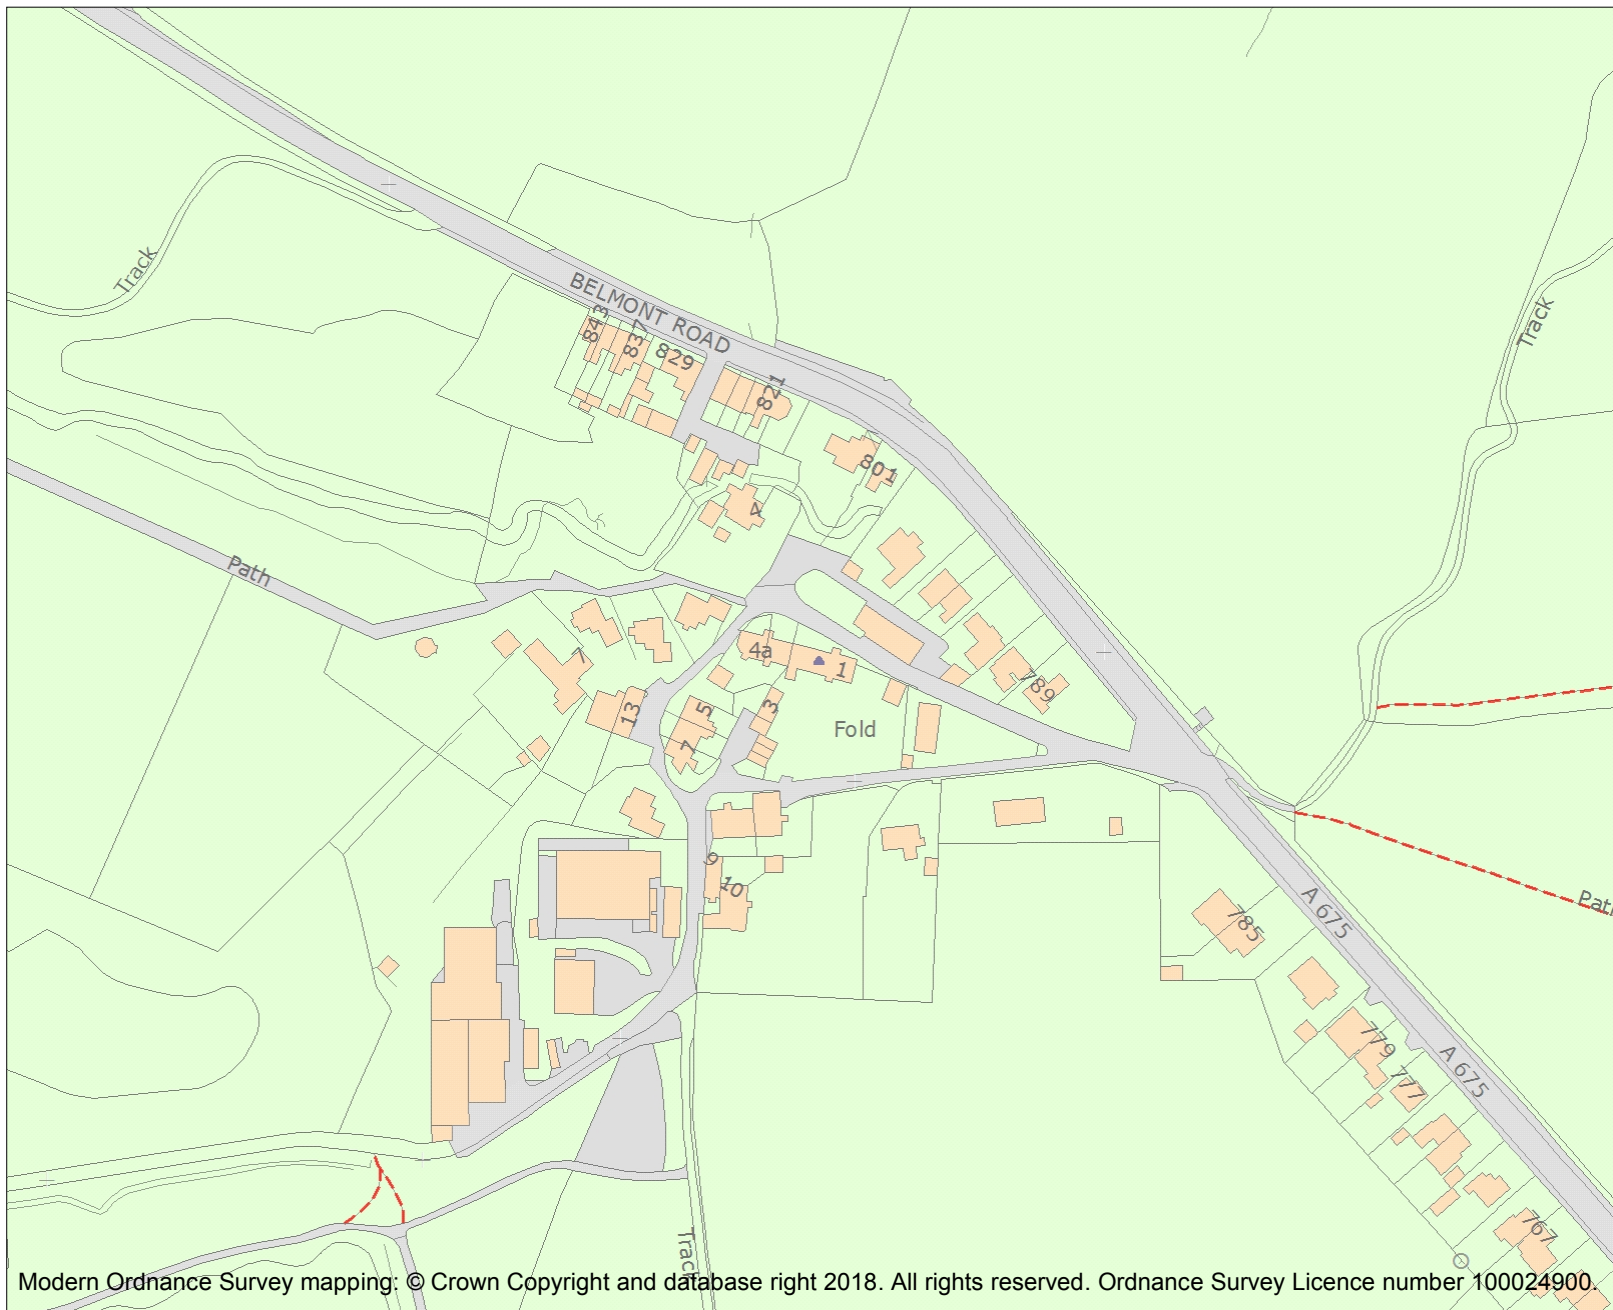 Track
BELMONT ROAD
843
837
829
821
801
4
Track
Path
4a
1
7
13
5
3
7
789
Fold
9
10
785
A 675
Path
779
777
A 675
767
Track
Modern Ordnance Survey mapping: © Crown Copyright and database right 2018. All rights reserved. Ordnance Survey Licence number 100024900.